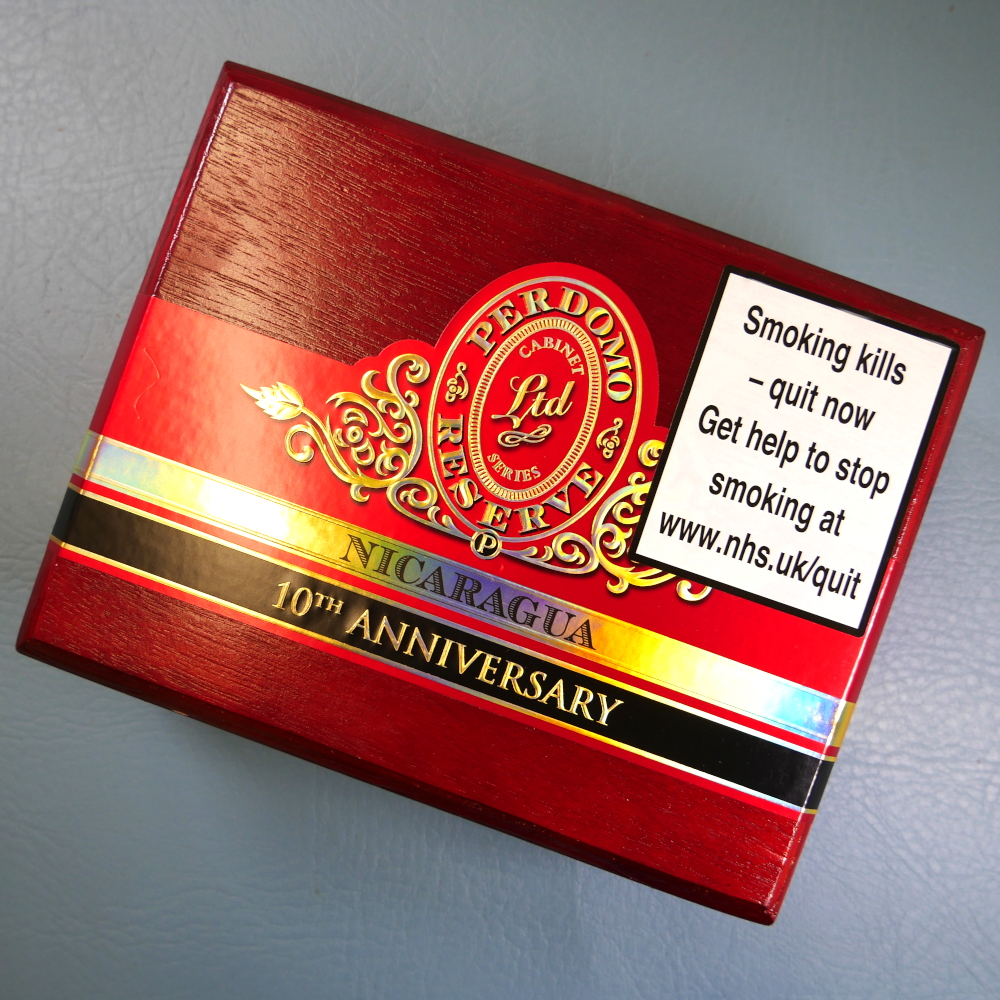 PERDOMO
RESERVE
CABINET
Ltd
SERIES
P
NICARAGUA
10TH ANNIVERSARY
Smoking kills
– quit now
Get help to stop
smoking at
www.nhs.uk/quit